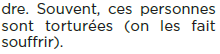 dre. Souvent, ces personnes
sont torturées (on les fait
souffrir).